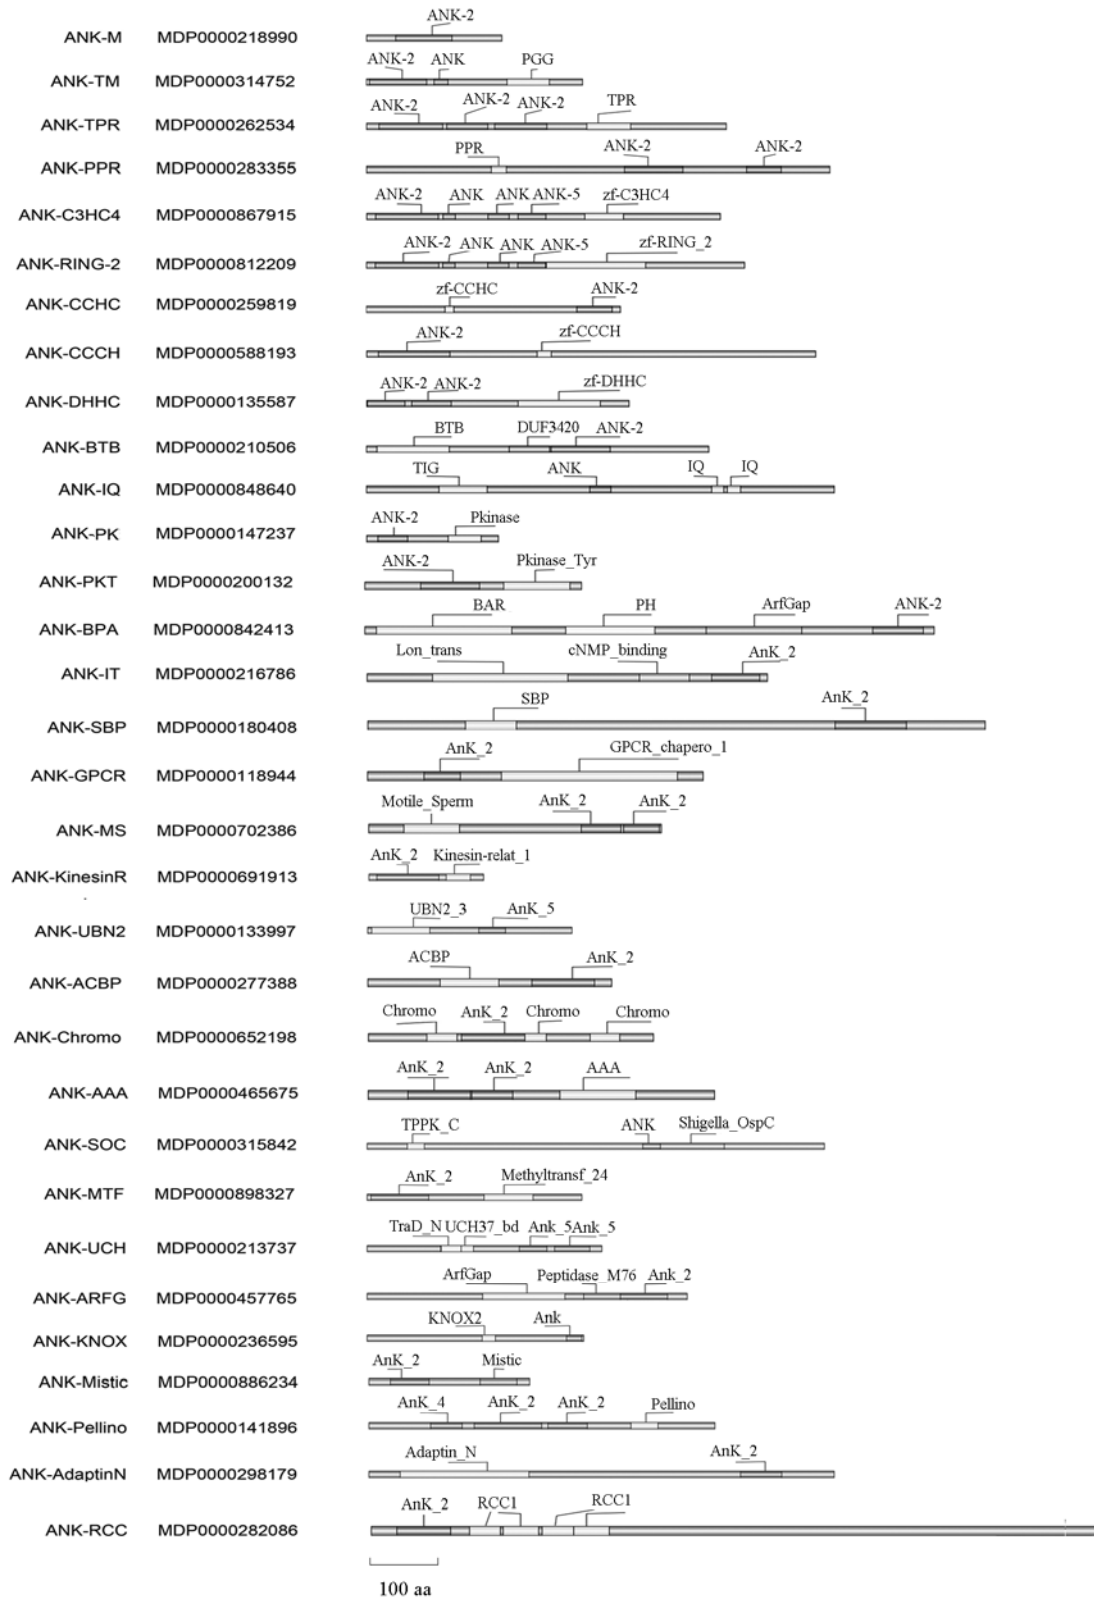 ANK-2
ANK-M MDP0000218990
ANK-2 ANK PGG
ANK-TM MDP0000314752
ANK-2 ANK-2 ANK-2 TPR
ANK-TPR MDP0000262534
PPR ANK-2 ANK-2
ANK-PPR MDP0000283355
ANK-2 ANK ANK ANK-5 zf-C3HC4
ANK-C3HC4 MDP0000867915
ANK-2 ANK ANK ANK-5 zf-RING_2
ANK-RING-2 MDP0000812209
zf-CCHC ANK-2
ANK-CCHC MDP0000259819
ANK-2 zf-CCCH
ANK-CCCH MDP0000588193
ANK-2 ANK-2 zf-DHHC
ANK-DHHC MDP0000135587
BTB DUF3420 ANK-2
ANK-BTB MDP0000210506
TIG ANK IQ IQ
ANK-IQ MDP0000848640
ANK-2 Pkinase
ANK-PK MDP0000147237
ANK-2 Pkinase_Tyr
ANK-PKT MDP0000200132
BAR PH ArfGap ANK-2
ANK-BPA MDP0000842413
Lon_trans cNMP_binding AnK_2
ANK-IT MDP0000216786
SBP AnK_2
ANK-SBP MDP0000180408
AnK_2 GPCR_chapero_1
ANK-GPCR MDP0000118944
Motile_Sperm AnK_2 AnK_2
ANK-MS MDP0000702386
AnK_2 Kinesin-relat_1
ANK-KinesinR MDP0000691913
UBN2_3 AnK_5
ANK-UBN2 MDP0000133997
ACBP AnK_2
ANK-ACBP MDP0000277388
Chromo AnK_2 Chromo Chromo
ANK-Chromo MDP0000652198
AnK_2 AnK_2 AAA
ANK-AAA MDP0000465675
TPPK_C ANK Shigella_OspC
ANK-SOC MDP0000315842
AnK_2 Methyltransf_24
ANK-MTF MDP0000898327
TraD_N UCH37_bd Ank_5 Ank_5
ANK-UCH MDP0000213737
ArfGap Peptidase_M76 Ank_2
ANK-ARFG MDP0000457765
KNOX2 Ank
ANK-KNOX MDP0000236595
AnK_2 Mistic
ANK-Mistic MDP0000886234
AnK_4 AnK_2 AnK_2 Pellino
ANK-Pellino MDP0000141896
Adaptin_N AnK_2
ANK-AdaptinN MDP0000298179
AnK_2 RCC1 RCC1
ANK-RCC MDP0000282086
100 aa